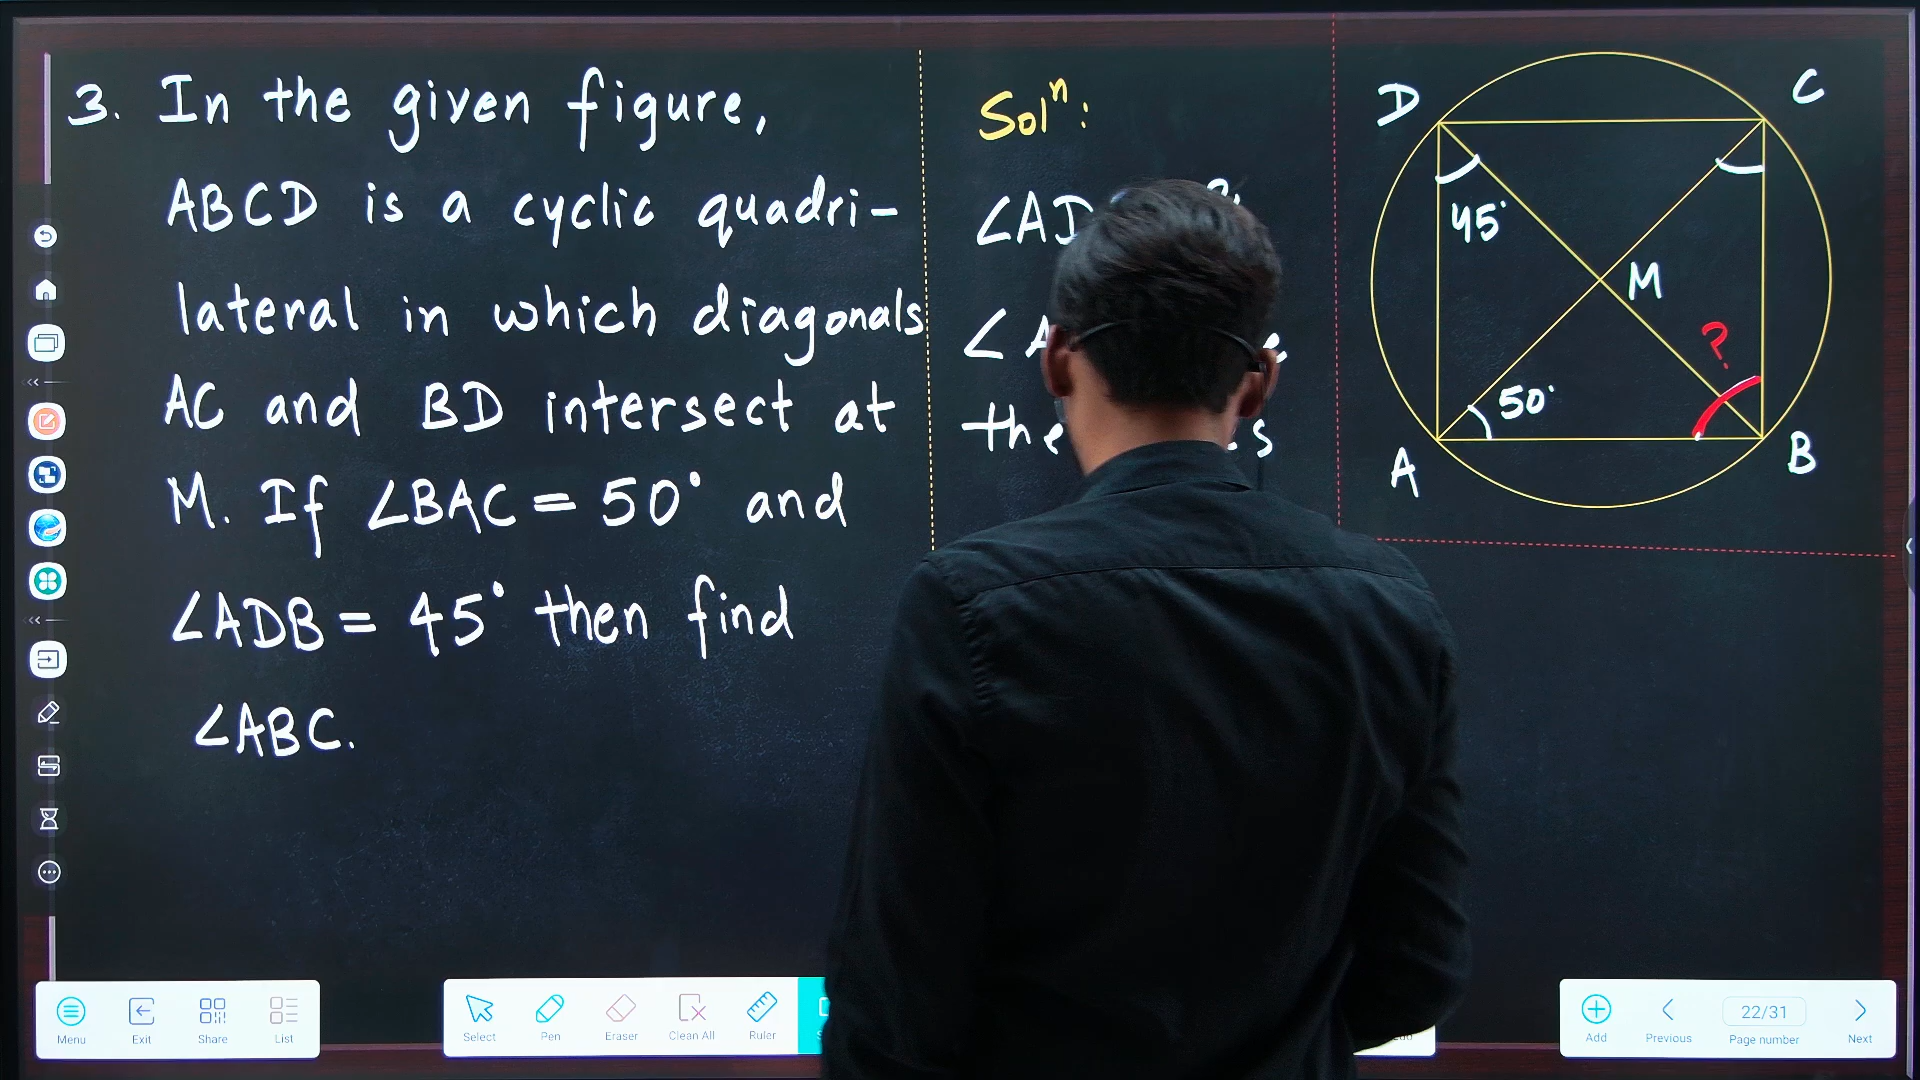 3. In the given figure,
ABCD is a cyclic quadri-
lateral in which diagonals
AC and BD intersect at
M. If ∠BAC = 50° and
∠ADB = 45° then find
∠ABC.
Solⁿ:
D
C
45°
M
?
50°
A
B
Menu
Exit
Share
List
Select
Pen
Eraser
Clean All
Ruler
Add
Previous
22/31
Page number
Next